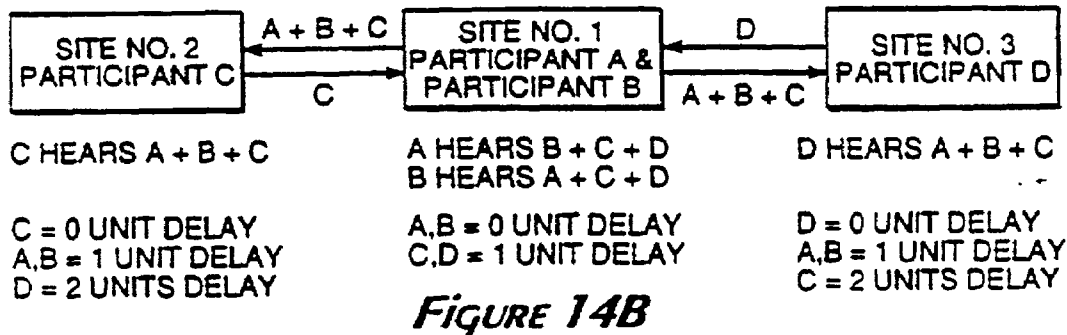 SITE NO. 2
PARTICIPANT C
A + B + C
C
SITE NO. 1
PARTICIPANT A &
PARTICIPANT B
D
A + B + C
SITE NO. 3
PARTICIPANT D
C HEARS A + B + C
A HEARS B + C + D
B HEARS A + C + D
D HEARS A + B + C
C = 0 UNIT DELAY
A,B = 1 UNIT DELAY
D = 2 UNITS DELAY
A,B = 0 UNIT DELAY
C,D = 1 UNIT DELAY
D = 0 UNIT DELAY
A,B = 1 UNIT DELAY
C = 2 UNITS DELAY
FIGURE 14B